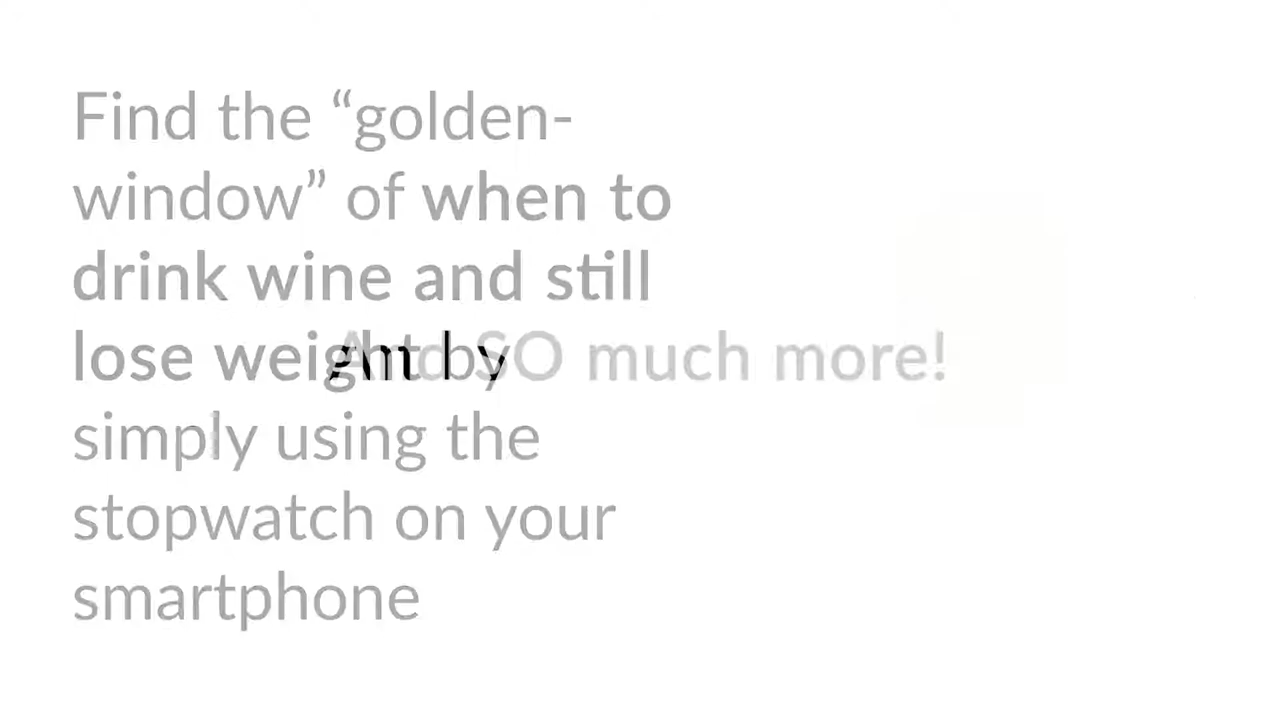 Find the “golden-
window” of when to
drink wine and still
lose weight by
And SO much more!
simply using the
stopwatch on your
smartphone